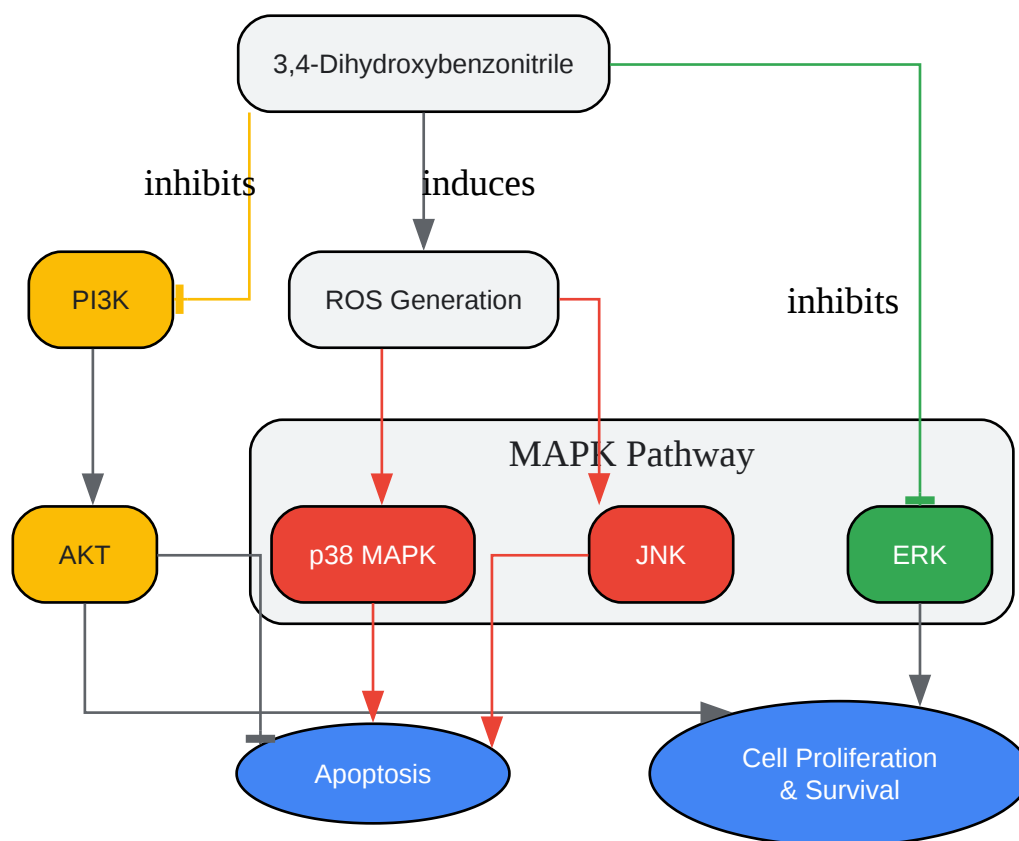 3,4-Dihydroxybenzonitrile
inhibits
induces
PI3K
ROS Generation
inhibits
MAPK Pathway
AKT
p38 MAPK
JNK
ERK
Apoptosis
Cell Proliferation
& Survival